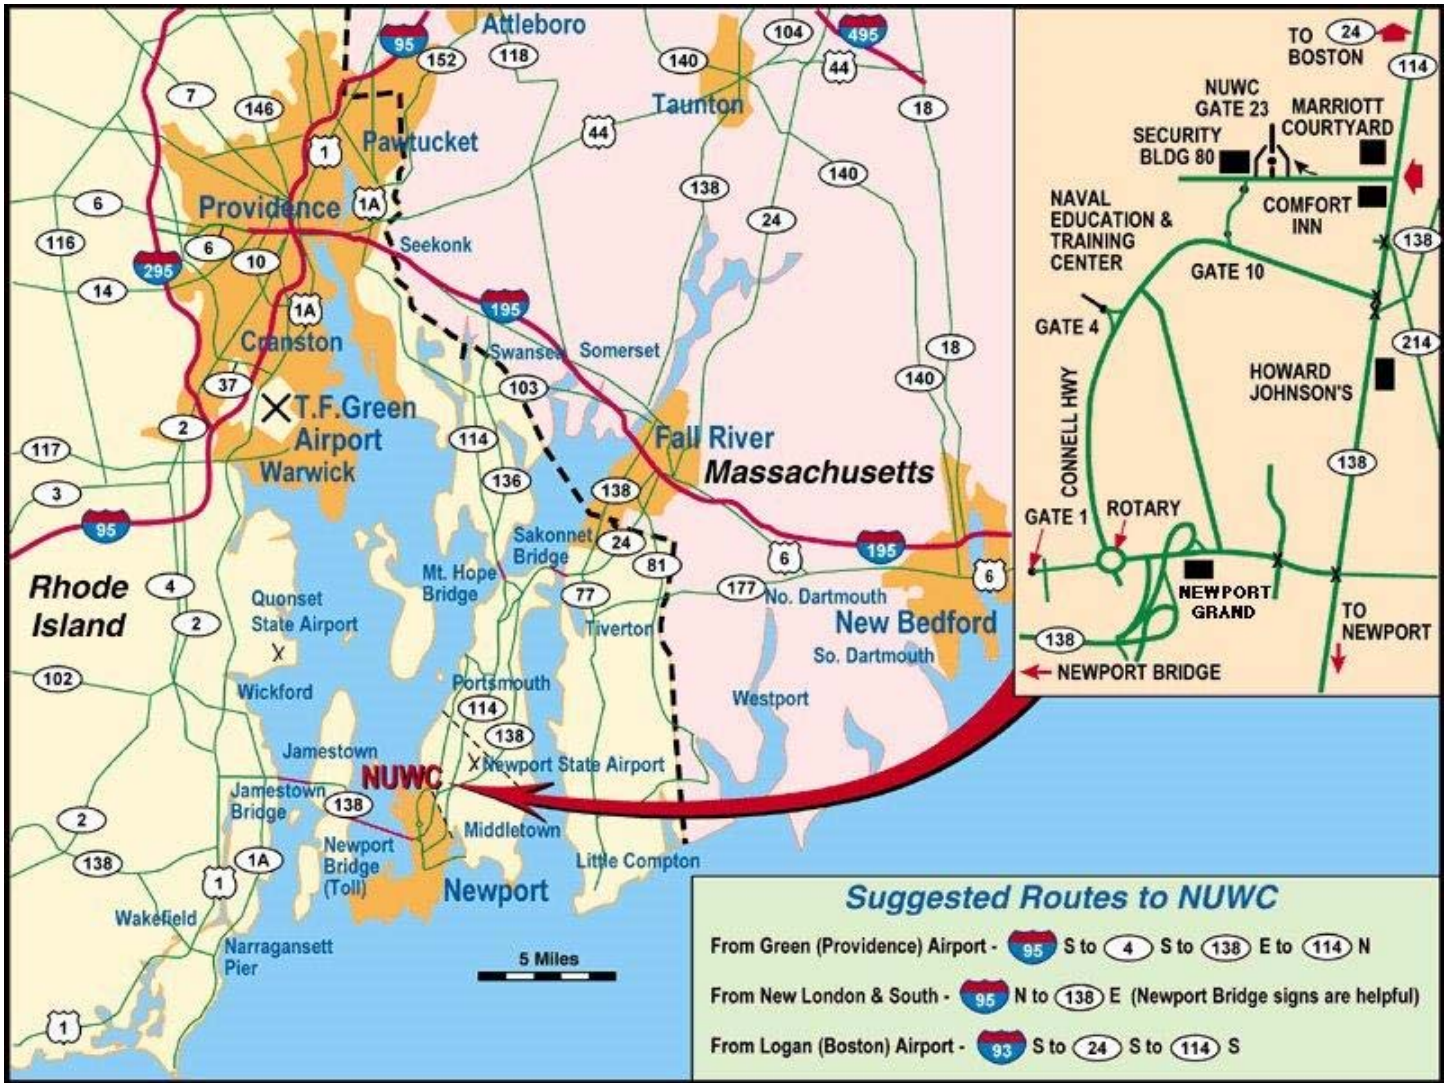 Attleboro
95
152
118
104
495
140
44
7
146
Taunton
18
44
Pawtucket
1
140
138
6
1A
Providence
24
116
6
10
Seekonk
295
14
1A
195
Cranston
Swansea
Somerset
18
37
103
140
T.F.Green
Airport
2
114
Fall River
117
Warwick
Massachusetts
3
136
138
95
Sakonnet
Bridge
24
6
195
81
Mt. Hope
Bridge
6
Rhode
Island
4
177
77
No. Dartmouth
Quonset
State Airport
2
Tiverton
New Bedford
So. Dartmouth
X
102
Wickford
Portsmouth
Westport
114
138
Jamestown
X Newport State Airport
NUWC
Jamestown
Bridge
138
2
Middletown
Newport
Bridge
(Toll)
138
1A
Little Compton
1
Newport
Wakefield
Narragansett
Pier
5 Miles
1
TO
BOSTON
24
114
NUWC
GATE 23
MARRIOTT
COURTYARD
SECURITY
BLDG 80
NAVAL
EDUCATION &
TRAINING
CENTER
COMFORT
INN
138
GATE 10
GATE 4
214
HOWARD
JOHNSON'S
CONNELL HWY
138
GATE 1
ROTARY
NEWPORT
GRAND
TO
NEWPORT
138
NEWPORT BRIDGE
Suggested Routes to NUWC
From Green (Providence) Airport - 95 S to 4 S to 138 E to 114 N
From New London & South - 95 N to 138 E (Newport Bridge signs are helpful)
From Logan (Boston) Airport - 93 S to 24 S to 114 S